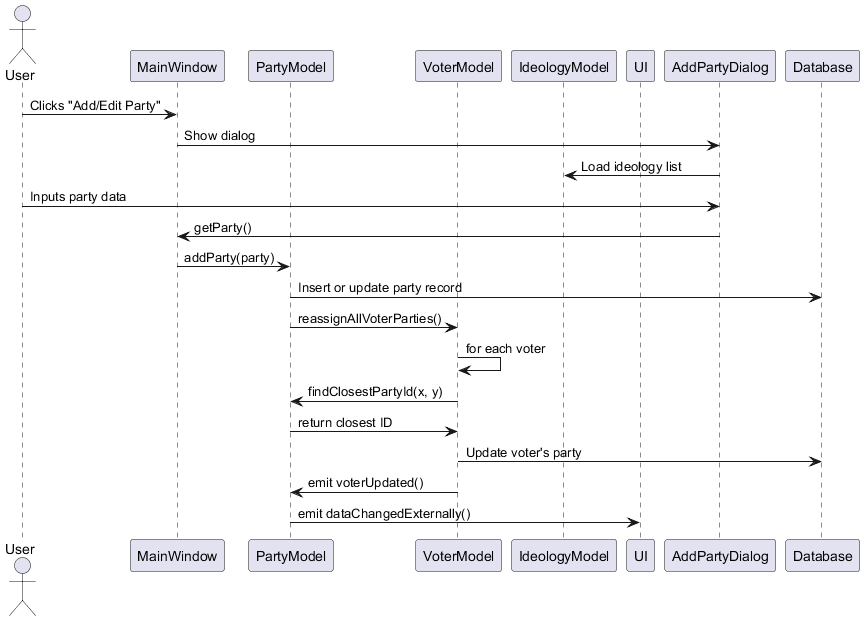 User
MainWindow
PartyModel
VoterModel
IdeologyModel
UI
AddPartyDialog
Database
Clicks "Add/Edit Party"
Show dialog
Load ideology list
Inputs party data
getParty()
addParty(party)
Insert or update party record
reassignAllVoterParties()
for each voter
findClosestPartyId(x, y)
return closest ID
Update voter's party
emit voterUpdated()
emit dataChangedExternally()
User
MainWindow
PartyModel
VoterModel
IdeologyModel
UI
AddPartyDialog
Database